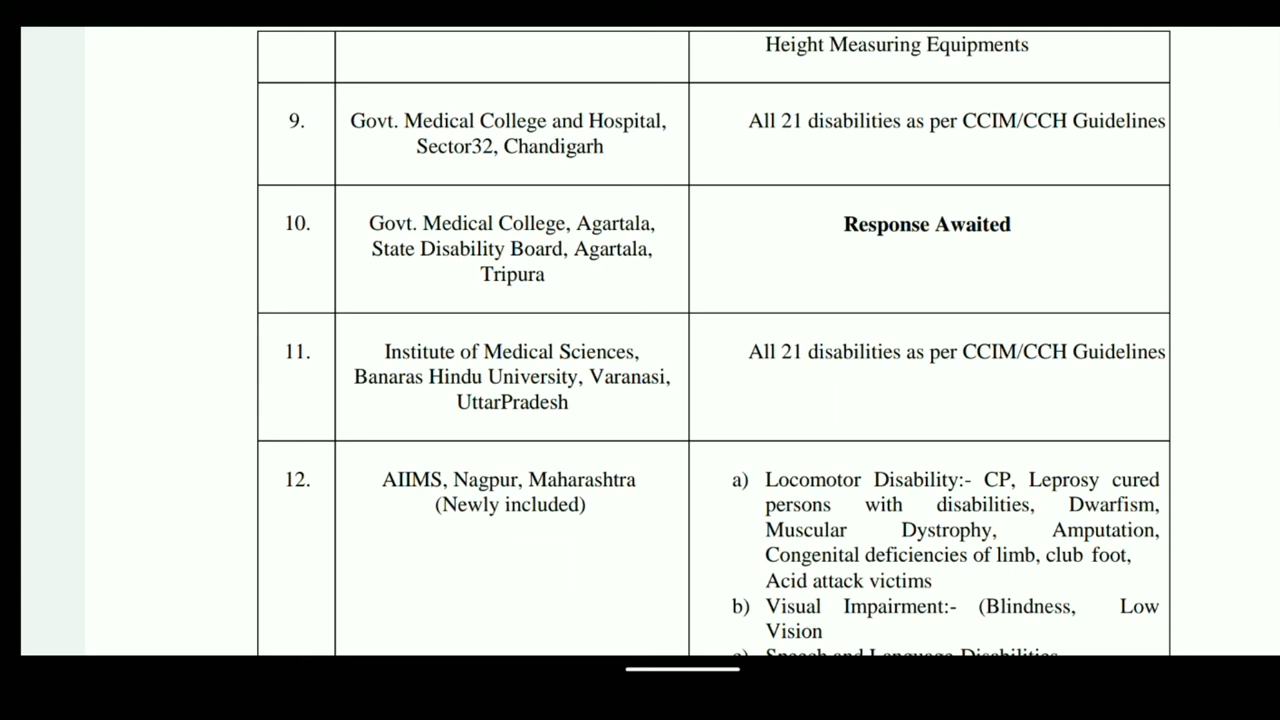 Height Measuring Equipments
9.
Govt. Medical College and Hospital,
Sector32, Chandigarh
All 21 disabilities as per CCIM/CCH Guidelines
10.
Govt. Medical College, Agartala,
State Disability Board, Agartala,
Tripura
Response Awaited
11.
Institute of Medical Sciences,
Banaras Hindu University, Varanasi,
UttarPradesh
All 21 disabilities as per CCIM/CCH Guidelines
12.
AIIMS, Nagpur, Maharashtra
(Newly included)
a) Locomotor Disability:- CP, Leprosy cured
persons with disabilities, Dwarfism,
Muscular Dystrophy, Amputation,
Congenital deficiencies of limb, club foot,
Acid attack victims
b) Visual Impairment:- (Blindness, Low
Vision
c) Speech and Language Disabilities